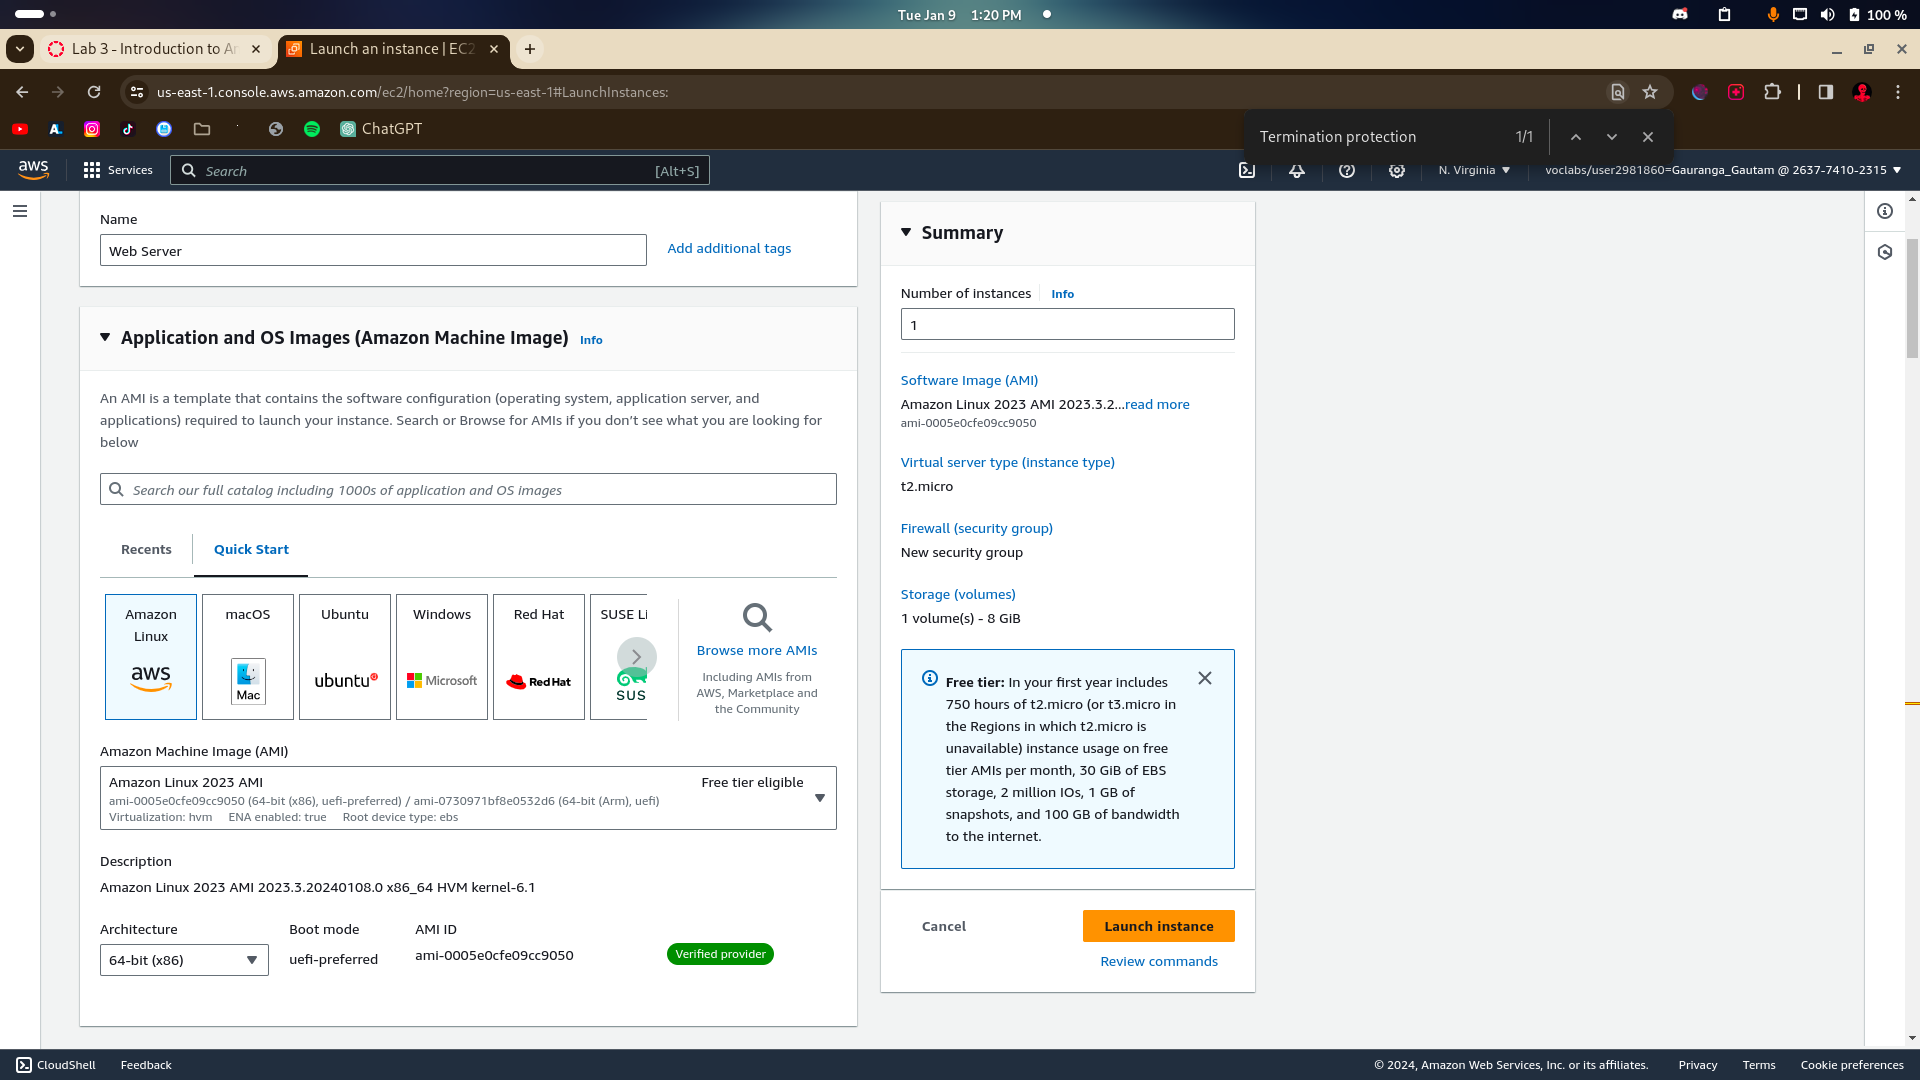 Tue Jan 9 1:20 PM
100 %
Lab 3 - Introduction to Am
Launch an instance | EC2
us-east-1.console.aws.amazon.com/ec2/home?region=us-east-1#LaunchInstances:
ChatGPT
Termination protection 1/1
aws
Services
Search [Alt+S]
N. Virginia
voclabs/user2981860=Gauranga_Gautam @ 2637-7410-2315
Name
Web Server
Add additional tags
Application and OS Images (Amazon Machine Image) Info
An AMI is a template that contains the software configuration (operating system, application server, and
applications) required to launch your instance. Search or Browse for AMIs if you don’t see what you are looking for
below
Search our full catalog including 1000s of application and OS images
Recents
Quick Start
Amazon
Linux
aws
macOS
Mac
Ubuntu
ubuntu
Windows
Microsoft
Red Hat
Red Hat
SUSE Li
SUS
Browse more AMIs
Including AMIs from
AWS, Marketplace and
the Community
Amazon Machine Image (AMI)
Amazon Linux 2023 AMI
Free tier eligible
ami-0005e0cfe09cc9050 (64-bit (x86), uefi-preferred) / ami-0730971bf8e0532d6 (64-bit (Arm), uefi)
Virtualization: hvm ENA enabled: true Root device type: ebs
Description
Amazon Linux 2023 AMI 2023.3.20240108.0 x86_64 HVM kernel-6.1
Architecture
64-bit (x86)
Boot mode
uefi-preferred
AMI ID
ami-0005e0cfe09cc9050
Verified provider
Summary
Number of instances Info
1
Software Image (AMI)
Amazon Linux 2023 AMI 2023.3.2...read more
ami-0005e0cfe09cc9050
Virtual server type (instance type)
t2.micro
Firewall (security group)
New security group
Storage (volumes)
1 volume(s) - 8 GiB
Free tier: In your first year includes
750 hours of t2.micro (or t3.micro in
the Regions in which t2.micro is
unavailable) instance usage on free
tier AMIs per month, 30 GiB of EBS
storage, 2 million IOs, 1 GB of
snapshots, and 100 GB of bandwidth
to the internet.
Cancel
Launch instance
Review commands
CloudShell
Feedback
© 2024, Amazon Web Services, Inc. or its affiliates.
Privacy
Terms
Cookie preferences